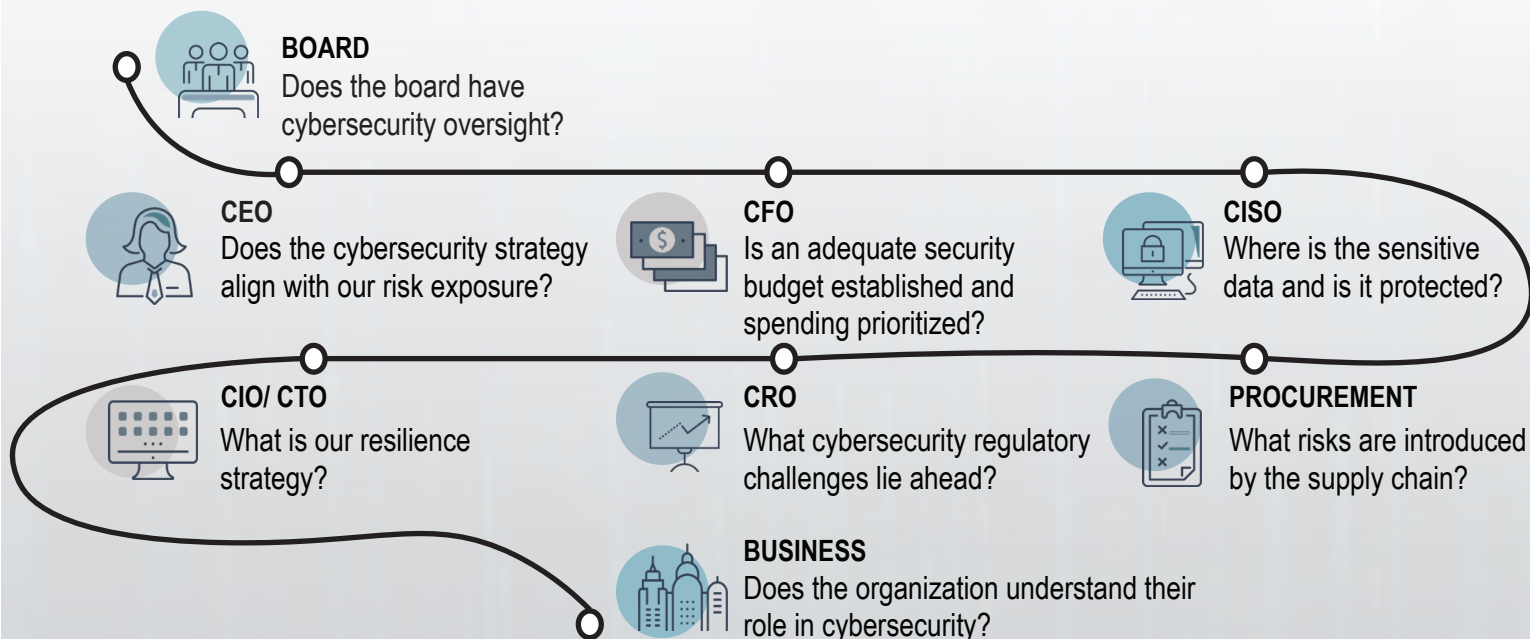 BOARD
Does the board have
cybersecurity oversight?
CEO
Does the cybersecurity strategy
align with our risk exposure?
CFO
Is an adequate security
budget established and
spending prioritized?
CISO
Where is the sensitive
data and is it protected?
CIO/ CTO
What is our resilience
strategy?
CRO
What cybersecurity regulatory
challenges lie ahead?
PROCUREMENT
What risks are introduced
by the supply chain?
BUSINESS
Does the organization understand their
role in cybersecurity?